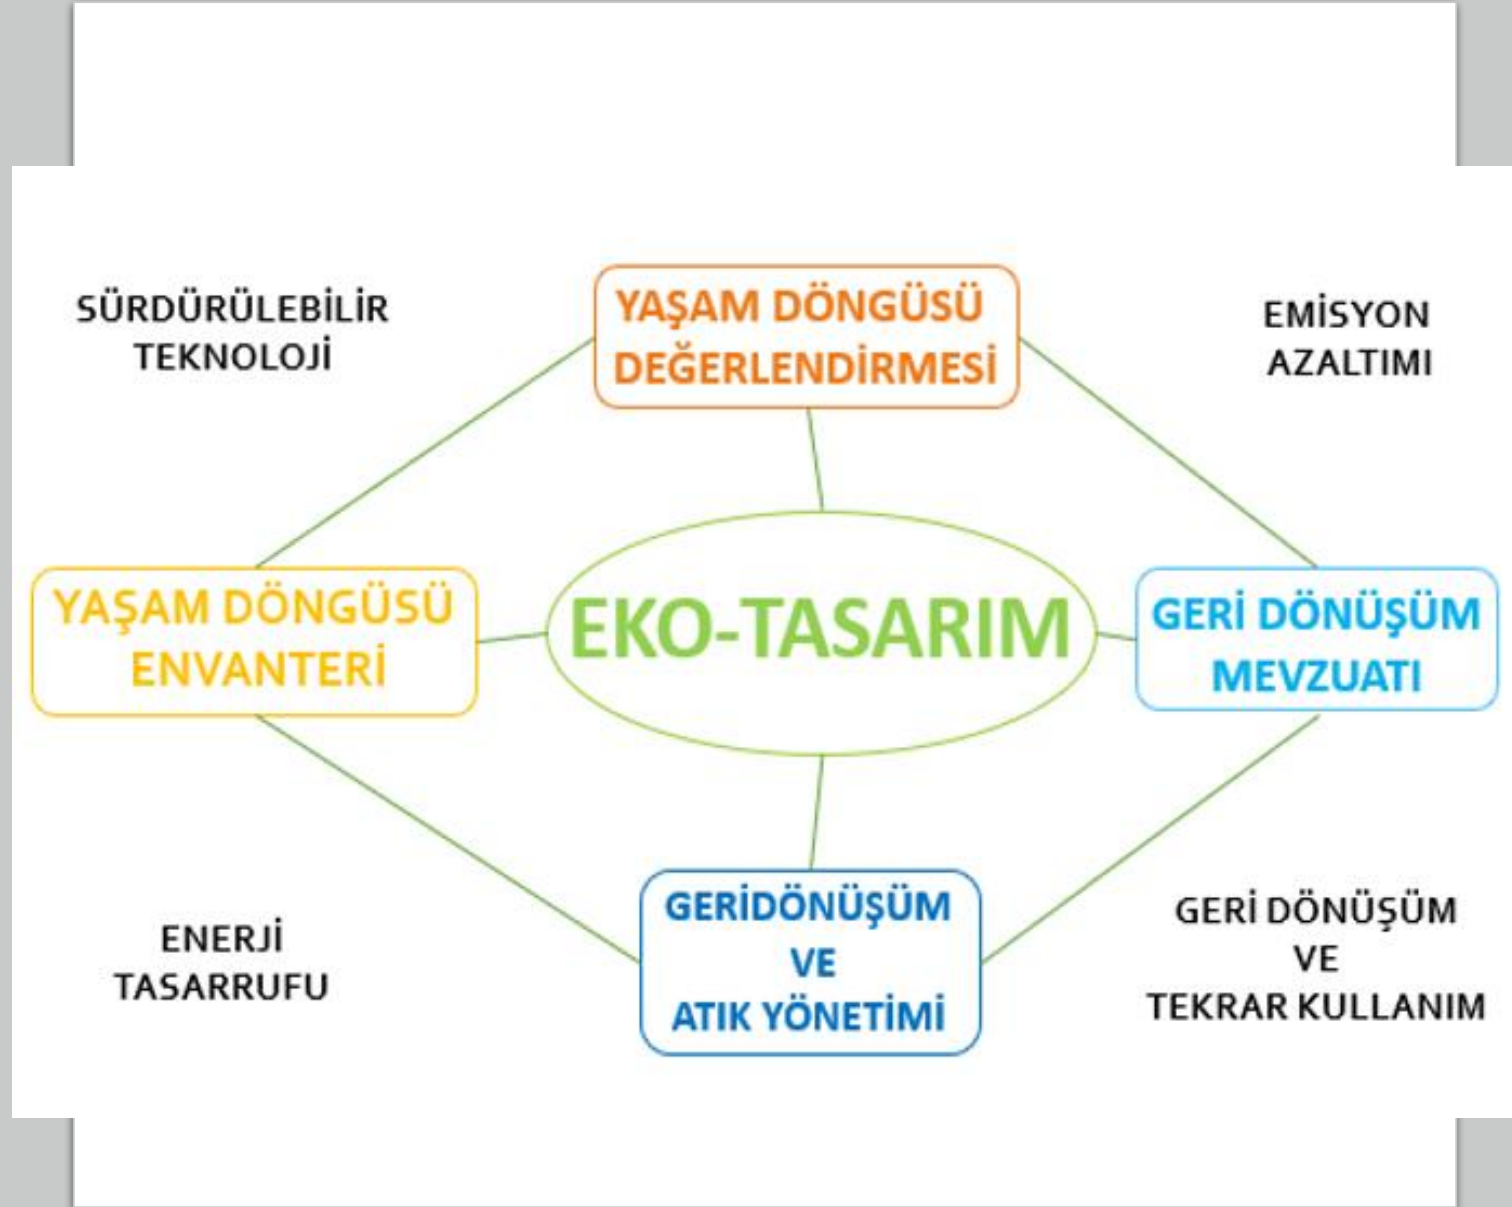 SÜRDÜRÜLEBİLİR
TEKNOLOJİ
YAŞAM DÖNGÜSÜ
DEĞERLENDİRMESİ
EMİSYON
AZALTIMI
YAŞAM DÖNGÜSÜ
ENVANTERİ
EKO-TASARIM
GERİ DÖNÜŞÜM
MEVZUATI
ENERJİ
TASARRUFU
GERİDÖNÜŞÜM
VE
ATIK YÖNETİMİ
GERİ DÖNÜŞÜM
VE
TEKRAR KULLANIM